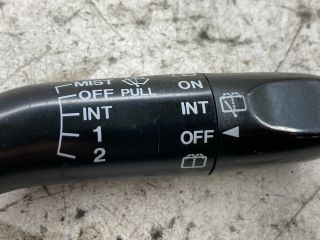 MIST
OFF PULL ON
INT INT
1 OFF
2